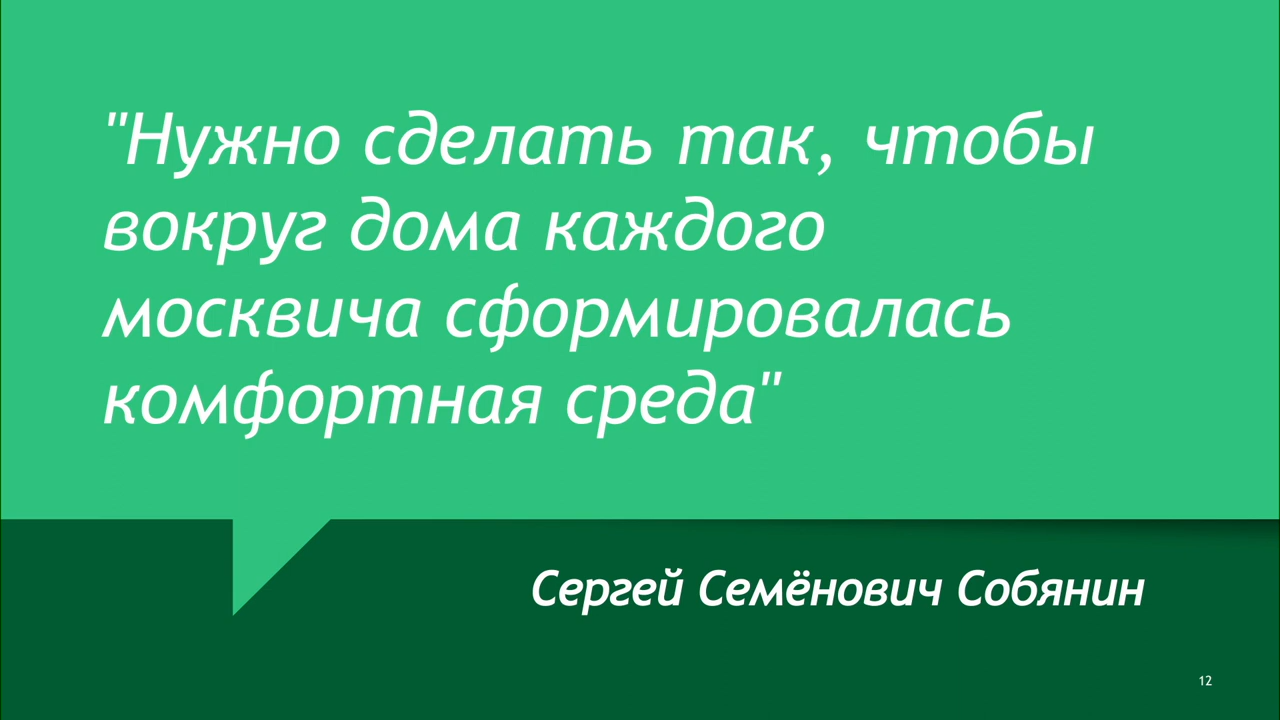 "Нужно сделать так, чтобы
вокруг дома каждого
москвича сформировалась
комфортная среда"
Сергей Семёнович Собянин
12